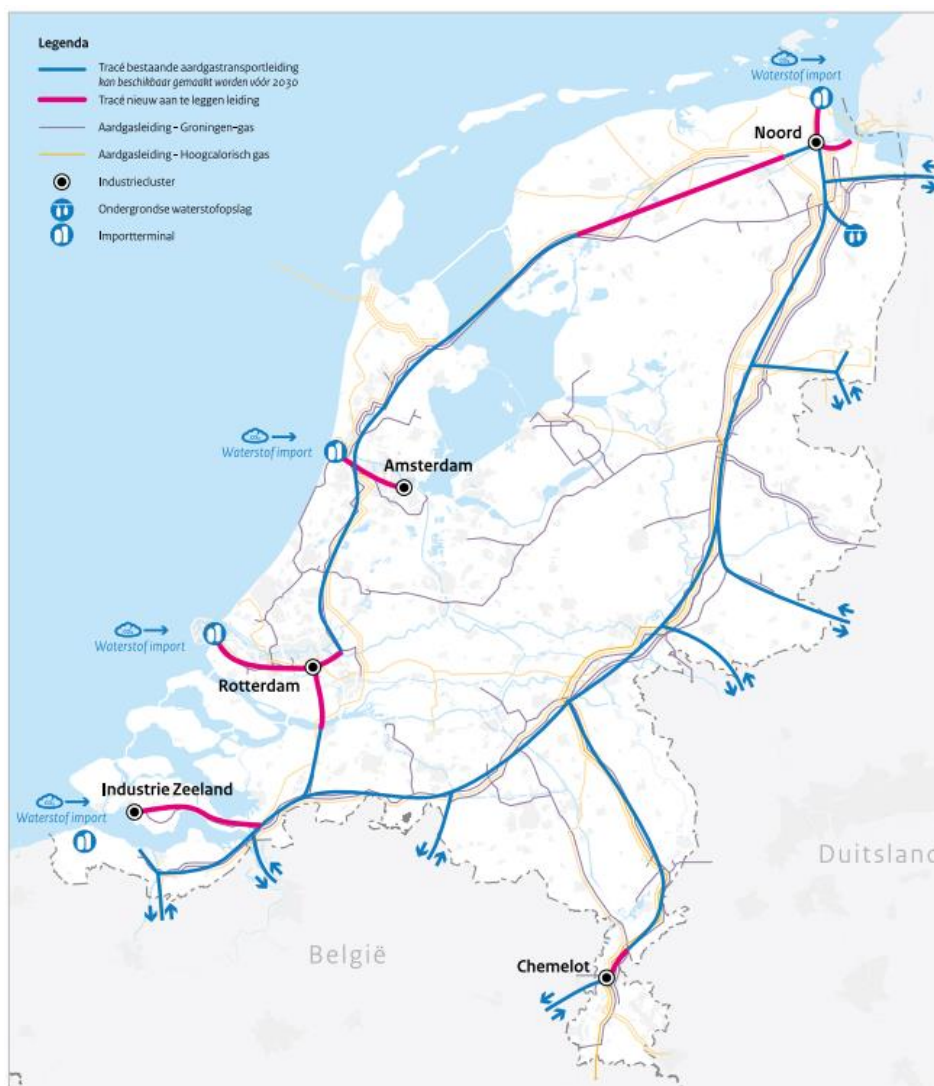 Legenda
Tracé bestaande aardgastransportleiding
kan beschikbaar gemaakt worden vóór 2030
Tracé nieuw aan te leggen leiding
Aardgasleiding - Groningen-gas
Aardgasleiding - Hoogcalorisch gas
Industriecluster
Ondergrondse waterstofopslag
Importterminal
Waterstof import
Noord
Waterstof import
Amsterdam
Waterstof import
Rotterdam
Industrie Zeeland
Waterstof import
Duitsland
België
Chemelot